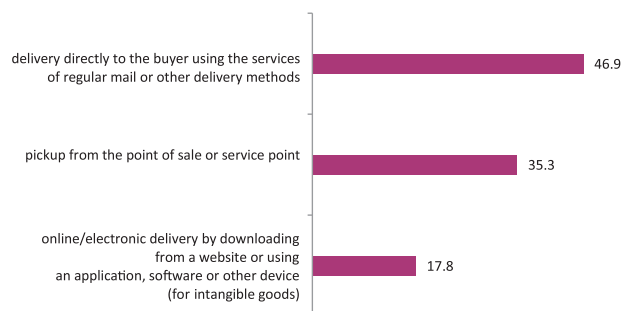 delivery directly to the buyer using the services
of regular mail or other delivery methods
46.9
pickup from the point of sale or service point
35.3
online/electronic delivery by downloading
from a website or using
an application, software or other device
(for intangible goods)
17.8